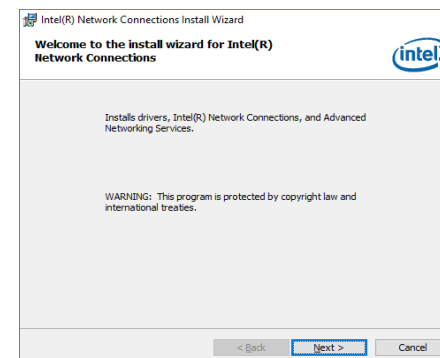 Intel(R) Network Connections Install Wizard
Welcome to the install wizard for Intel(R)
Network Connections
intel
Installs drivers, Intel(R) Network Connections, and Advanced
Networking Services.
WARNING: This program is protected by copyright law and
international treaties.
< Back
Next >
Cancel